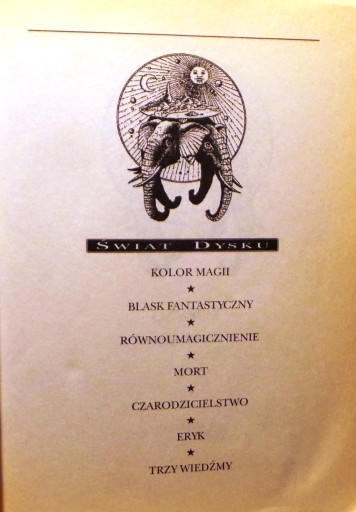 ŚWIAT DYSKU
KOLOR MAGII
★
BLASK FANTASTYCZNY
★
RÓWNOUMAGICZNIENIE
★
MORT
★
CZARODZICIELSTWO
★
ERYK
★
TRZY WIEDŹMY